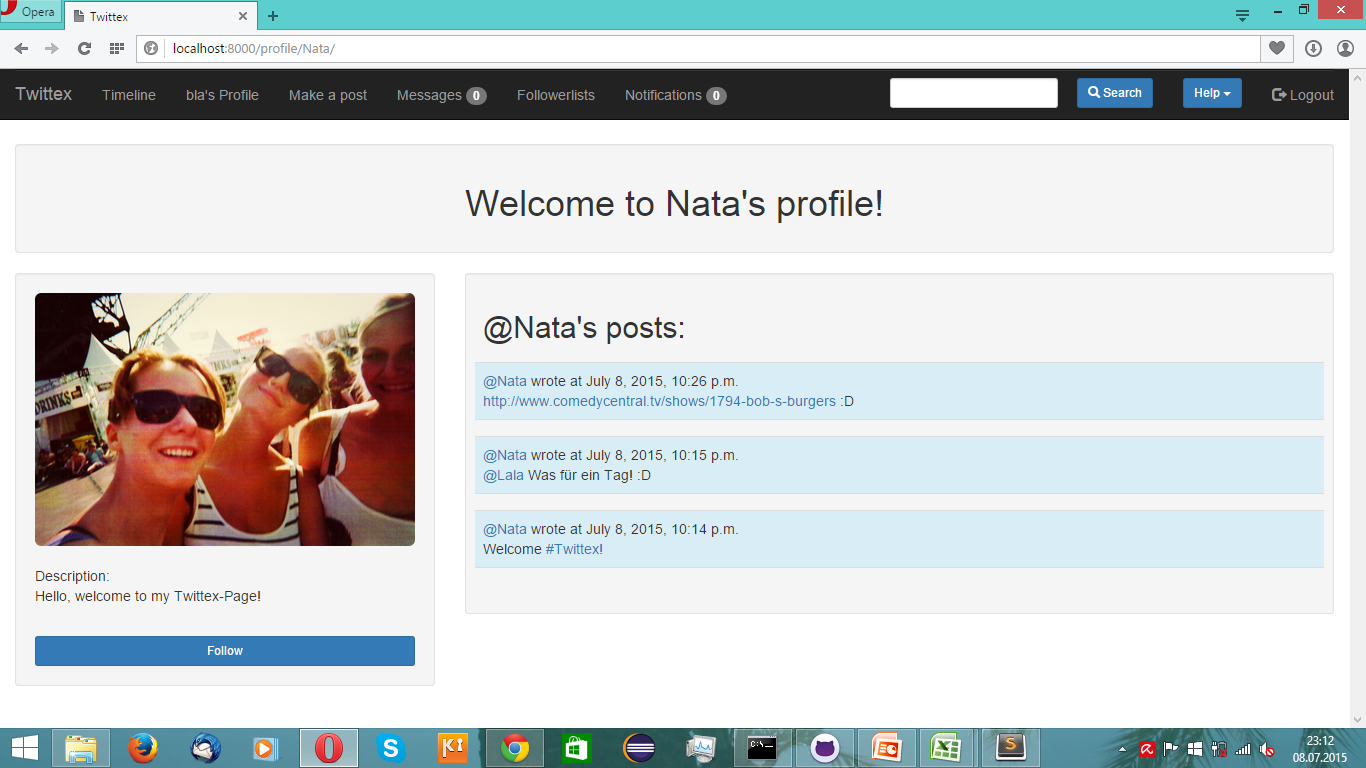 Opera
Twittex
localhost:8000/profile/Nata/
Twittex Timeline bla's Profile Make a post Messages 0 Followerlists Notifications 0 Search Help Logout
Welcome to Nata's profile!
DRINKS
Description:
Hello, welcome to my Twittex-Page!
Follow
@Nata's posts:
@Nata wrote at July 8, 2015, 10:26 p.m.
http://www.comedycentral.tv/shows/1794-bob-s-burgers :D
@Nata wrote at July 8, 2015, 10:15 p.m.
@Lala Was für ein Tag! :D
@Nata wrote at July 8, 2015, 10:14 p.m.
Welcome #Twittex!
23:12
08.07.2015